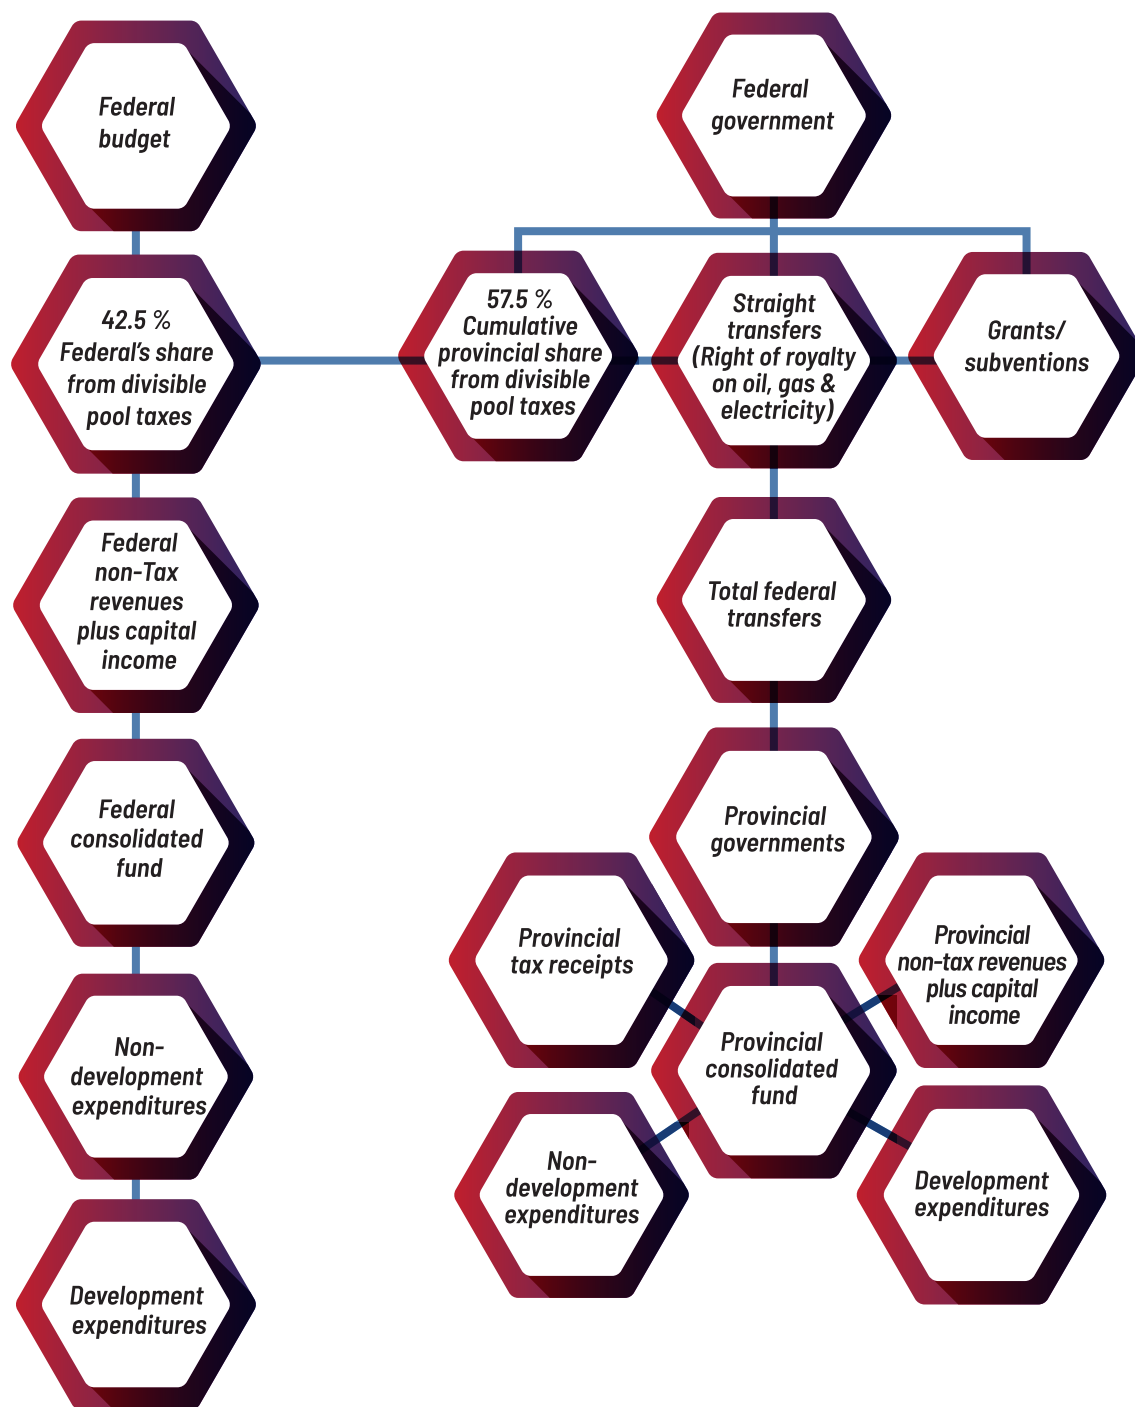 Federal
budget
Federal
government
42.5 %
Federal's share
from divisible
pool taxes
57.5 %
Cumulative
provincial share
from divisible
pool taxes
Straight
transfers
(Right of royalty
on oil, gas &
electricity)
Grants/
subventions
Federal
non-Tax
revenues
plus capital
income
Total federal
transfers
Federal
consolidated
fund
Provincial
governments
Provincial
tax receipts
Provincial
non-tax revenues
plus capital
income
Non-
development
expenditures
Provincial
consolidated
fund
Non-
development
expenditures
Development
expenditures
Development
expenditures